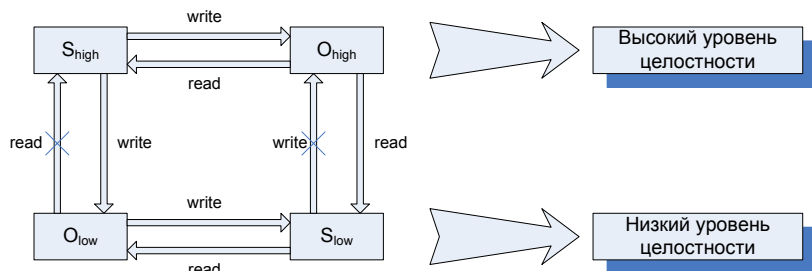 write
S_high
O_high
read
Высокий уровень
целостности
read
write
write
read
O_low
write
S_low
read
Низкий уровень
целостности